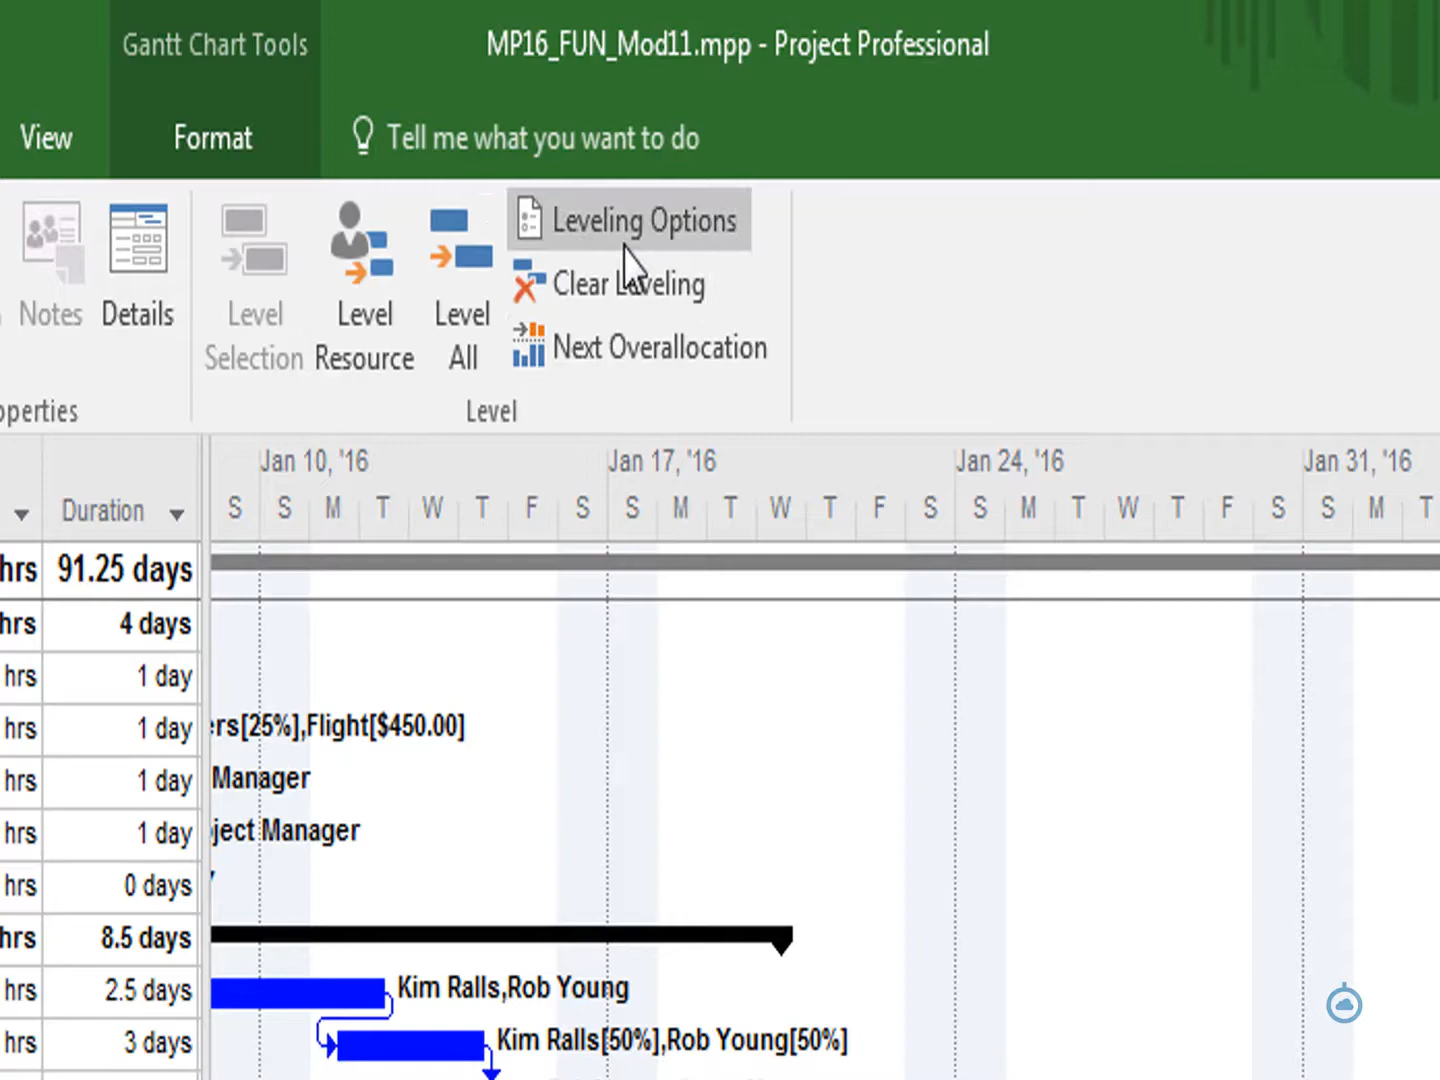 Gantt Chart Tools
MP16_FUN_Mod11.mpp - Project Professional
View
Format
Tell me what you want to do
Notes
Details
Level
Selection
Level
Resource
Level
All
Leveling Options
Clear Leveling
Next Overallocation
operties
Level
Jan 10, '16
Jan 17, '16
Jan 24, '16
Jan 31, '16
Duration
S S M T W T F S S M T W T F S S M T W T F S S M T
hrs 91.25 days
hrs 4 days
hrs 1 day
hrs 1 day
ers[25%],Flight[$450.00]
hrs 1 day
Manager
hrs 1 day
ject Manager
hrs 0 days
hrs 8.5 days
hrs 2.5 days
Kim Ralls,Rob Young
hrs 3 days
Kim Ralls[50%],Rob Young[50%]